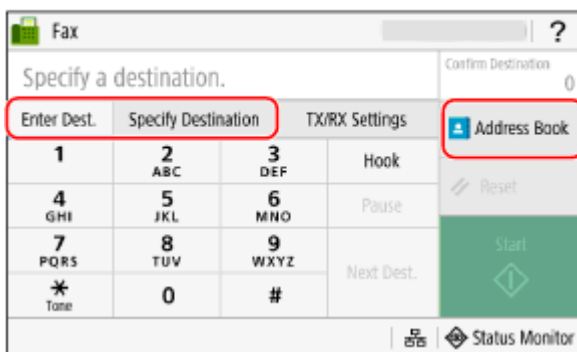 Fax ?
Specify a destination.
Confirm Destination
0
Enter Dest. Specify Destination TX/RX Settings
Address Book
1 2 3 Hook
ABC DEF
Reset
4 5 6 Pause
GHI JKL MNO
7 8 9
PQRS TUV WXYZ
Next Dest.
Start
* 0 #
Tone
Status Monitor